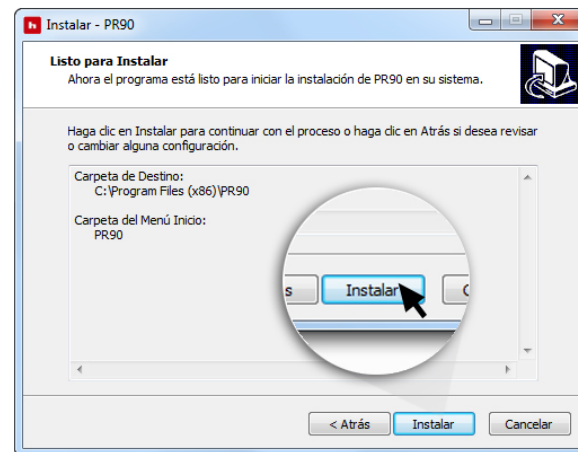 Instalar - PR90
Listo para Instalar
Ahora el programa está listo para iniciar la instalación de PR90 en su sistema.
Haga clic en Instalar para continuar con el proceso o haga clic en Atrás si desea revisar
o cambiar alguna configuración.
Carpeta de Destino:
C:\Program Files (x86)\PR90
Carpeta del Menú Inicio:
PR90
s Instalar C
< Atrás Instalar Cancelar